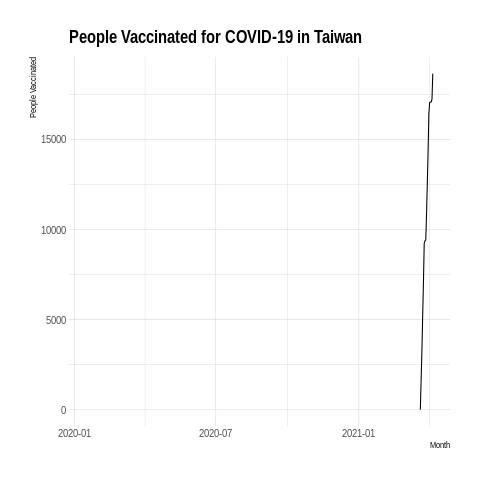 People Vaccinated for COVID-19 in Taiwan
People Vaccinated
15000
10000
5000
0
2020-01 2020-07 2021-01
Month